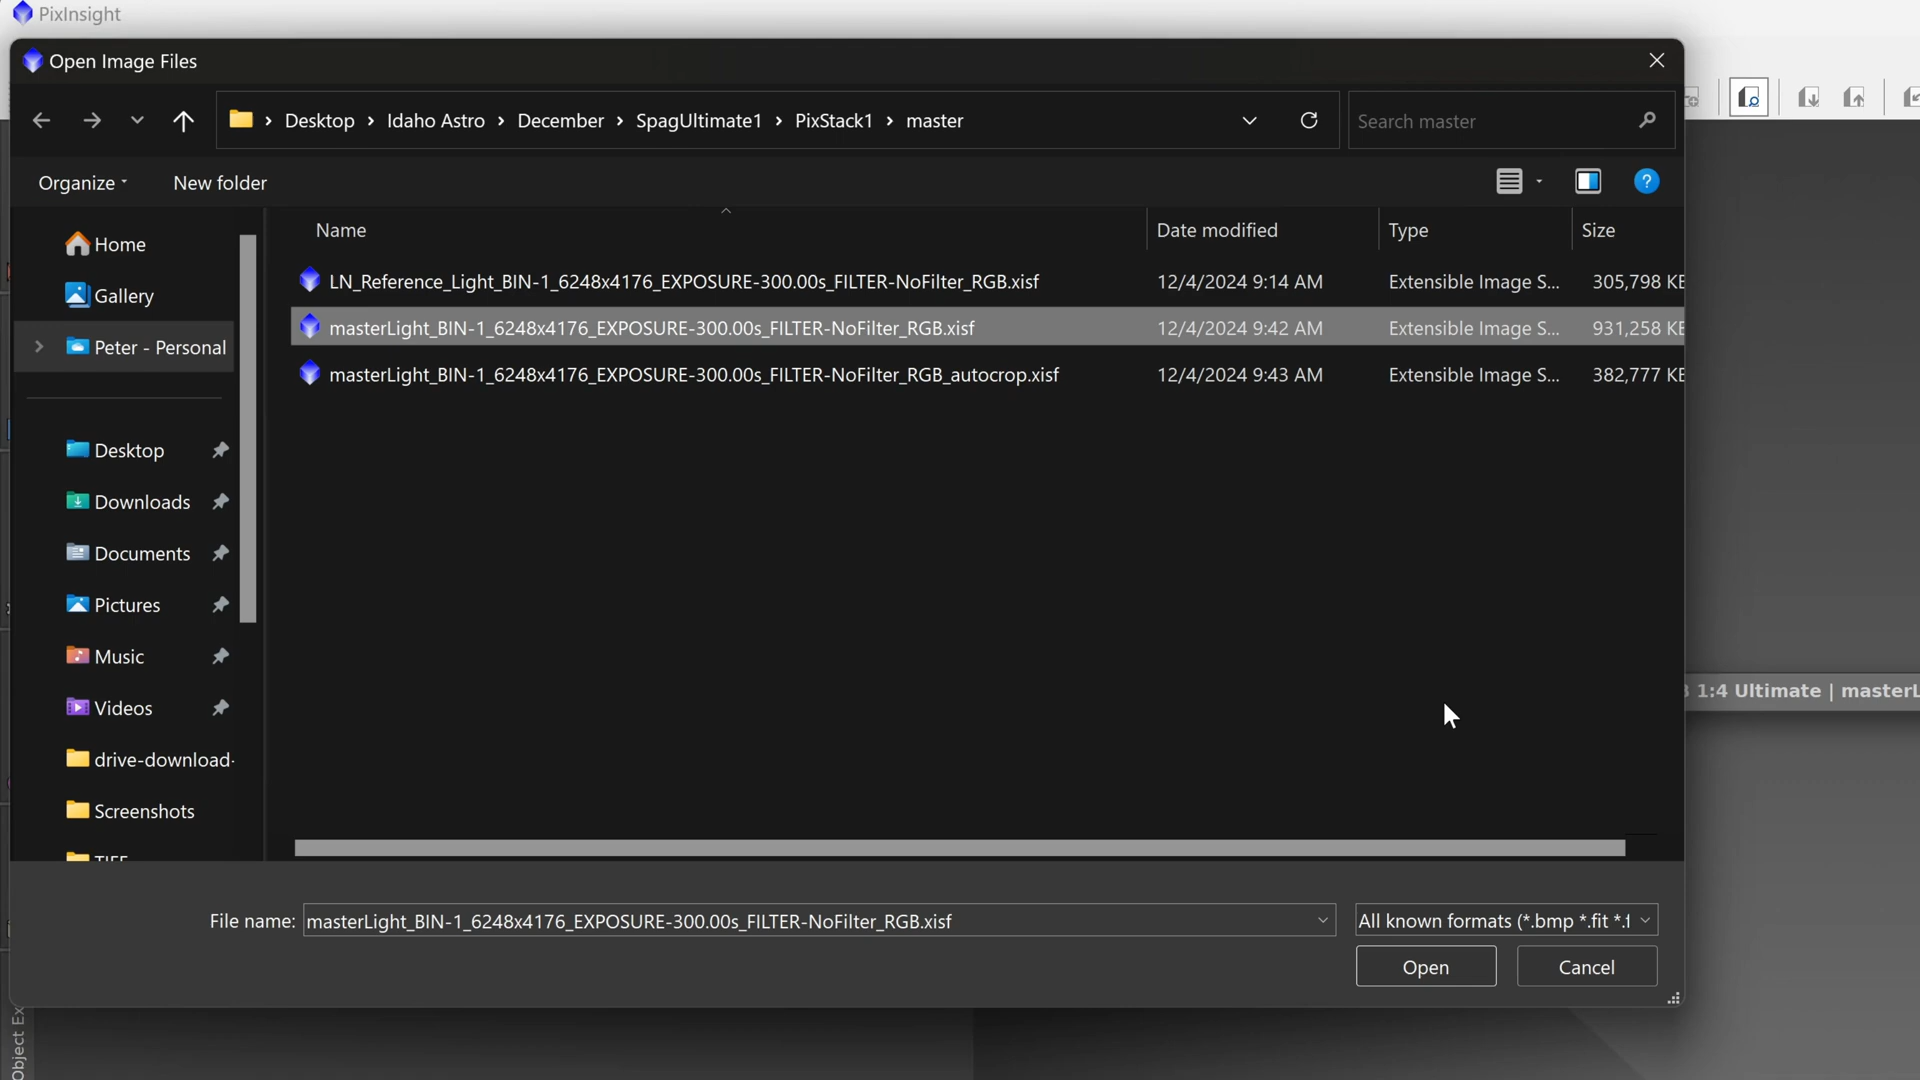 PixInsight
Open Image Files
Desktop > Idaho Astro > December > SpagUltimate1 > PixStack1 > master
Search master
Organize
New folder
Name
Date modified
Type
Size
LN_Reference_Light_BIN-1_6248x4176_EXPOSURE-300.00s_FILTER-NoFilter_RGB.xisf
12/4/2024 9:14 AM
Extensible Image S...
305,798 KB
masterLight_BIN-1_6248x4176_EXPOSURE-300.00s_FILTER-NoFilter_RGB.xisf
12/4/2024 9:42 AM
Extensible Image S...
931,258 KB
masterLight_BIN-1_6248x4176_EXPOSURE-300.00s_FILTER-NoFilter_RGB_autocrop.xisf
12/4/2024 9:43 AM
Extensible Image S...
382,777 KB
Home
Gallery
Peter - Personal
Desktop
Downloads
Documents
Pictures
Music
Videos
drive-download-
Screenshots
TIFF
1:4 Ultimate | masterL
File name:
masterLight_BIN-1_6248x4176_EXPOSURE-300.00s_FILTER-NoFilter_RGB.xisf
All known formats (*.bmp *.fit *.f
Open
Cancel
Object Ex